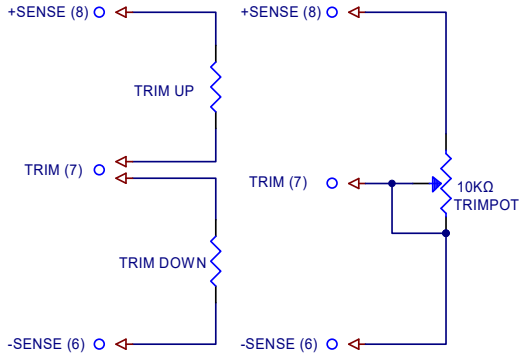 +SENSE (8)
TRIM UP
TRIM (7)
TRIM DOWN
-SENSE (6)
+SENSE (8)
TRIM (7)
10KΩ
TRIMPOT
-SENSE (6)